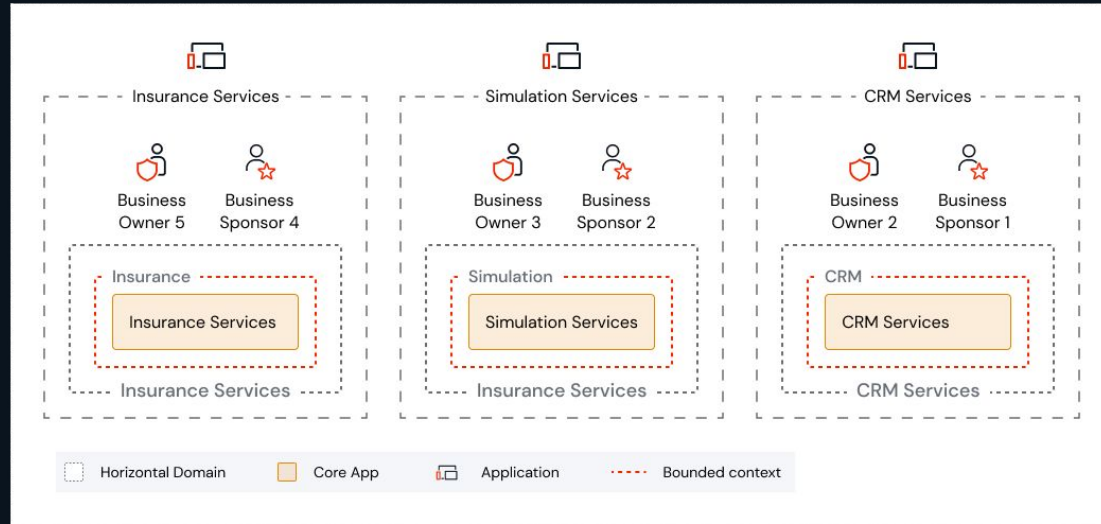 Insurance Services
Simulation Services
CRM Services
Business
Owner 5
Business
Sponsor 4
Business
Owner 3
Business
Sponsor 2
Business
Owner 2
Business
Sponsor 1
Insurance
Insurance Services
Insurance Services
Simulation
Simulation Services
Insurance Services
CRM
CRM Services
CRM Services
Horizontal Domain
Core App
Application
Bounded context